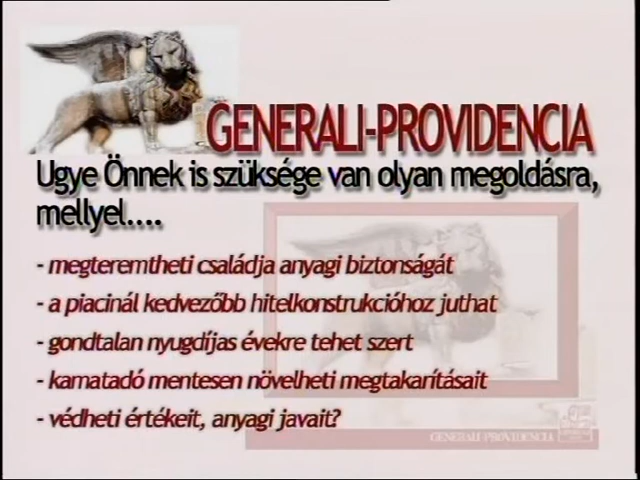 GENERALI-PROVIDENCIA
Ugye Önnek is szüksége van olyan megoldásra,
mellyel....
- megteremtheti családja anyagi biztonságát
- a piacinál kedvezőbb hitelkonstrukcióhoz juthat
- gondtalan nyugdíjas évekre tehet szert
- kamatadó mentesen növelheti megtakarításait
- védheti értékeit, anyagi javait?
GENERALI-PROVIDENCIA